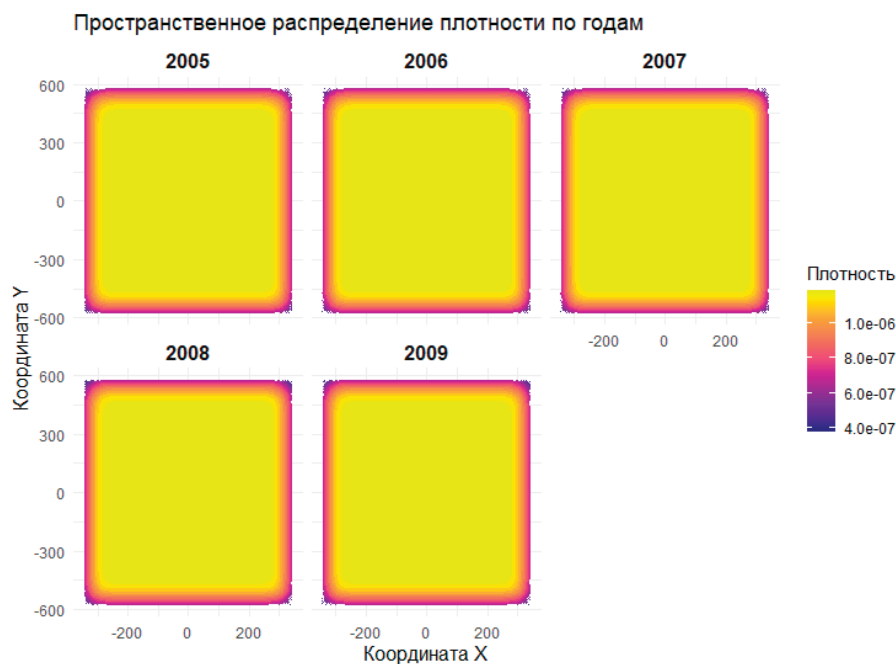 Пространственное распределение плотности по годам
2005 2006 2007
600
300
0
-300
-600
-200 0 200
Плотность
1.0e-06
8.0e-07
6.0e-07
4.0e-07
Координата Y
2008 2009
600
300
0
-300
-600
-200 0 200 -200 0 200
Координата X